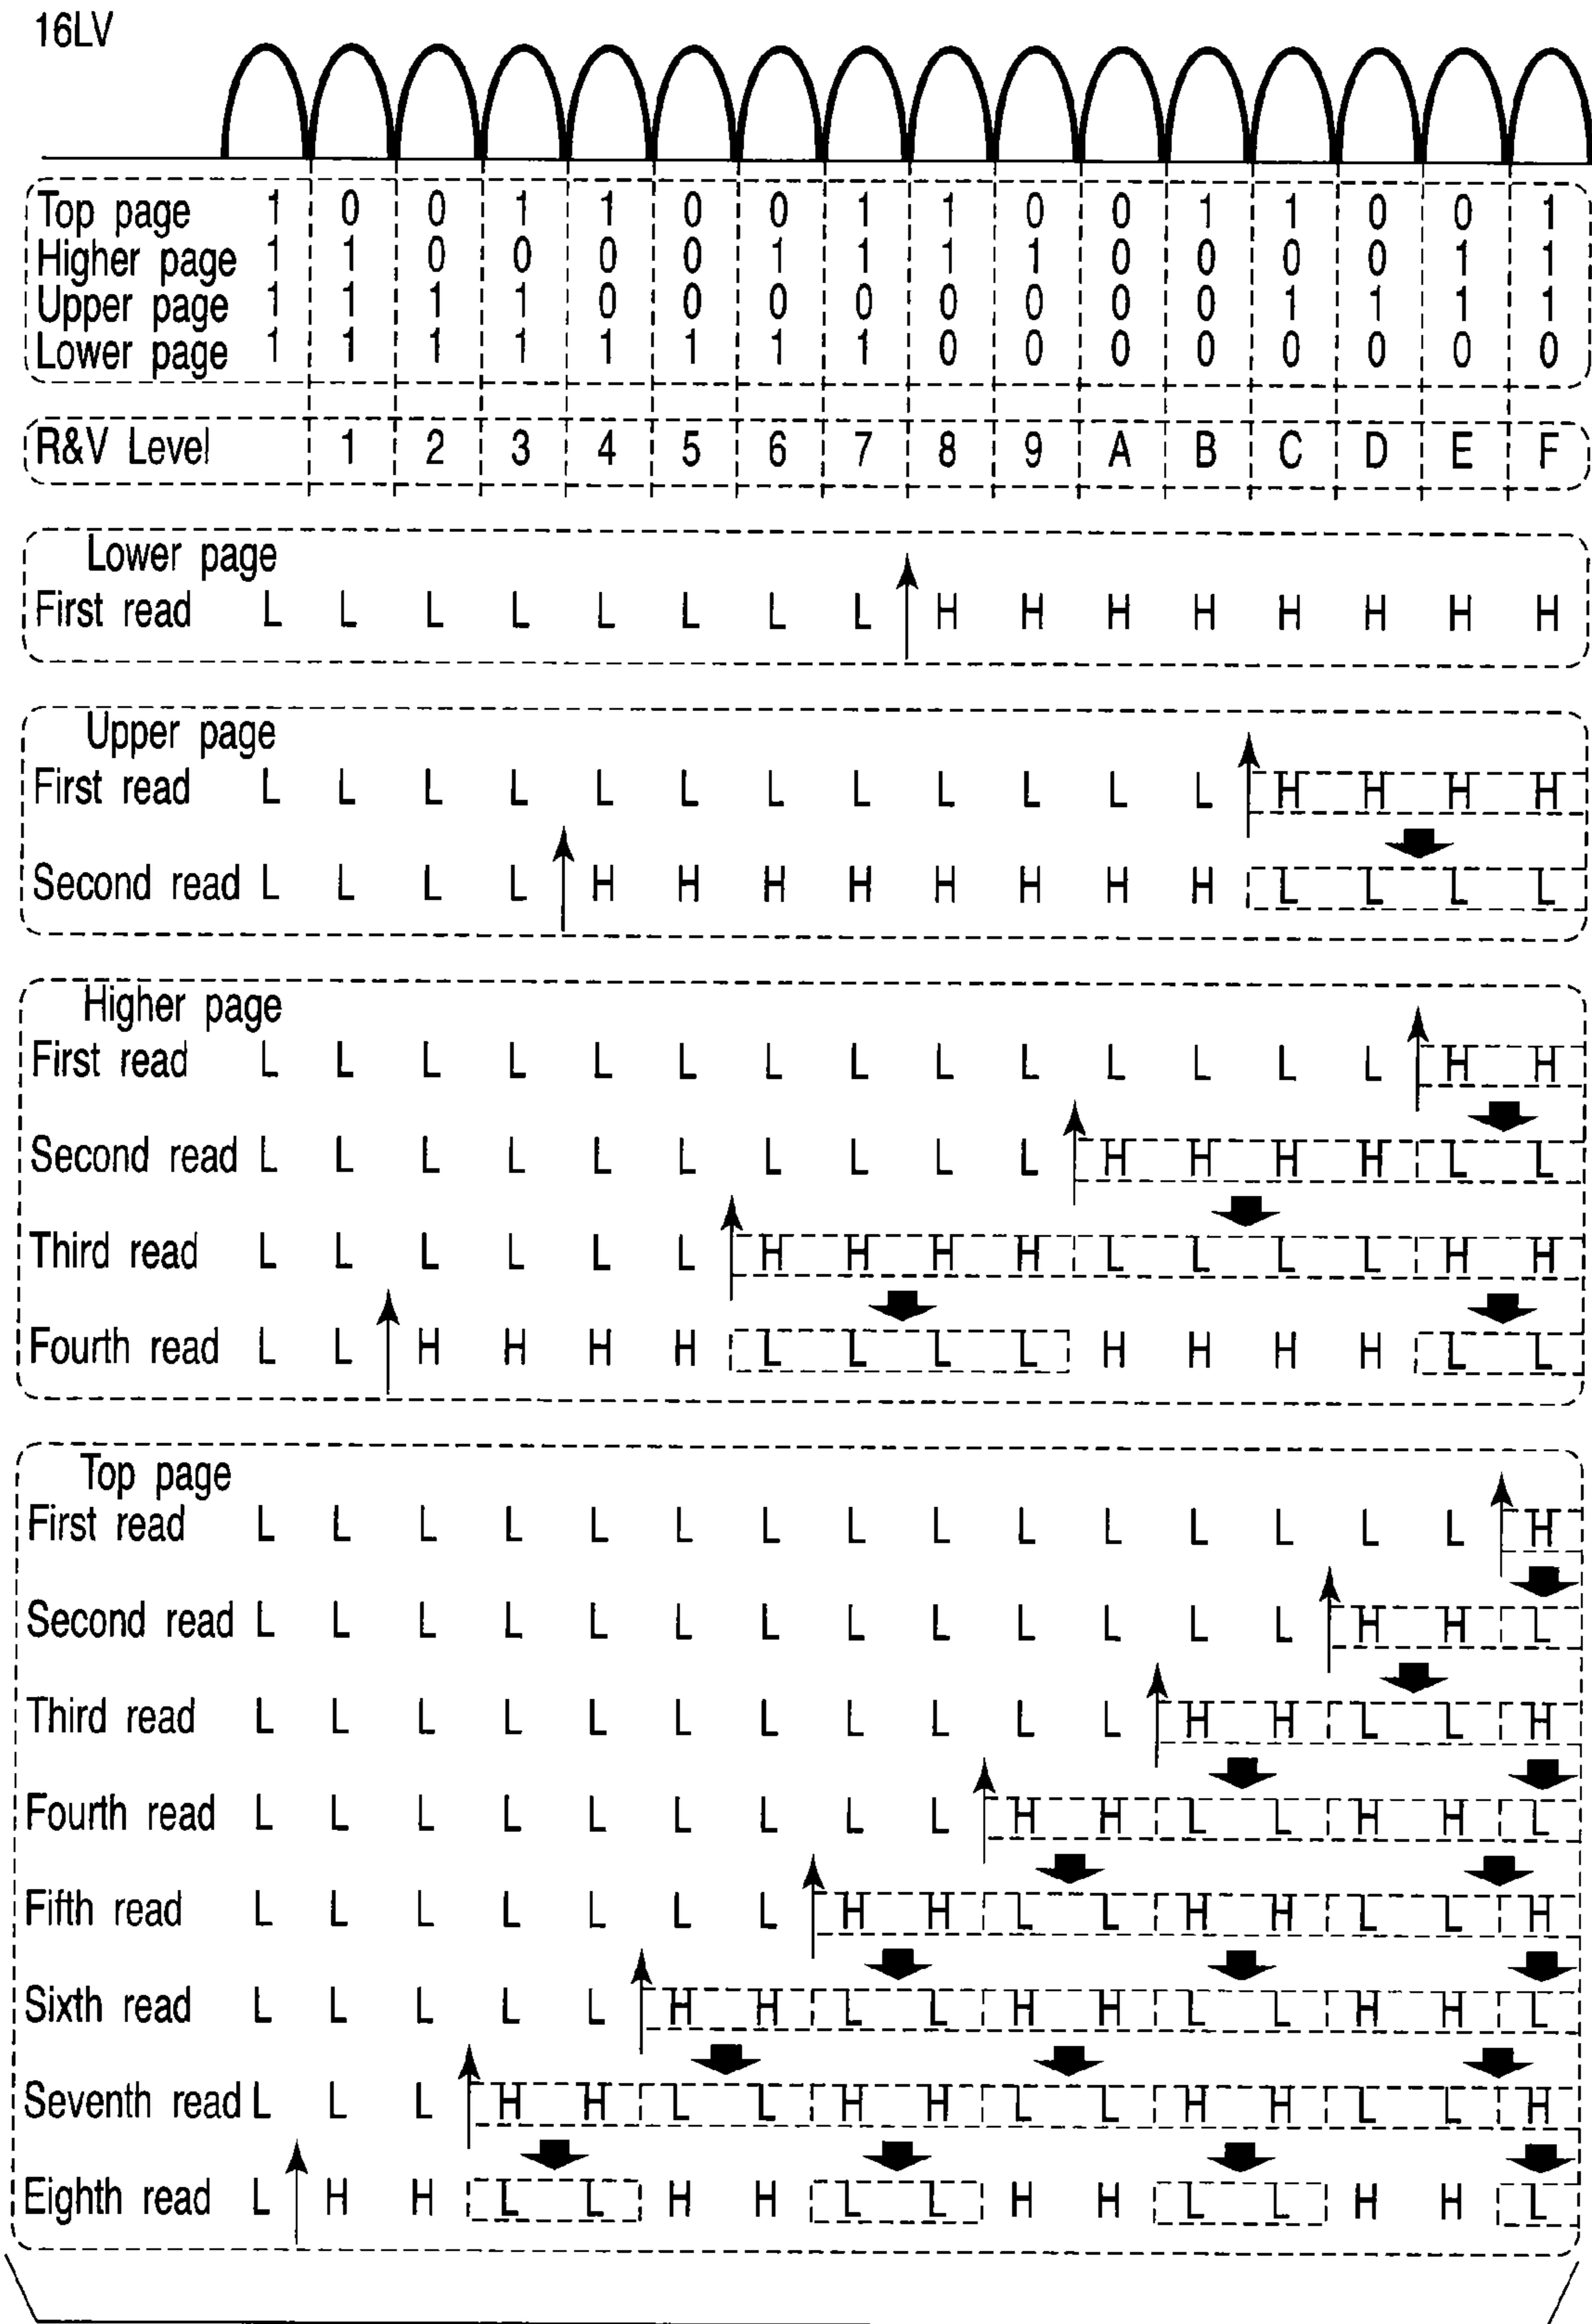 16LV
Top page 1 0 0 1 1 0 0 1 1 0 0 1 1 0 0 1
Higher page 1 1 0 0 0 0 1 1 1 1 0 0 0 0 1 1
Upper page 1 1 1 1 0 0 0 0 0 0 0 0 1 1 1 1
Lower page 1 1 1 1 1 1 1 1 0 0 0 0 0 0 0 0
R&V Level 1 2 3 4 5 6 7 8 9 A B C D E F
Lower page
First read L L L L L L L L H H H H H H H H
Upper page
First read L L L L L L L L L L L L H H H H
Second read L L L L H H H H H H H H L L L L
Higher page
First read L L L L L L L L L L L L L L H H
Second read L L L L L L L L L L H H H H L L
Third read L L L L L L H H H H L L L L H H
Fourth read L L H H H H L L L L H H H H L L
Top page
First read L L L L L L L L L L L L L L L H
Second read L L L L L L L L L L L L L H H L
Third read L L L L L L L L L L L H H L L H
Fourth read L L L L L L L L L H H L L H H L
Fifth read L L L L L L L H H L L H H L L H
Sixth read L L L L L H H L L H H L L H H L
Seventh read L L L H H L L H H L L H H L L H
Eighth read L H H L L H H L L H H L L H H L